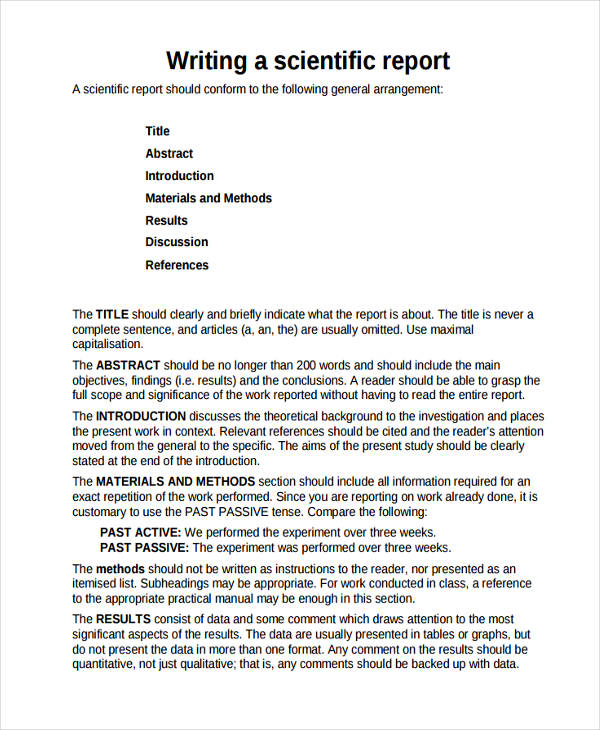 Writing a scientific report
A scientific report should conform to the following general arrangement:
Title
Abstract
Introduction
Materials and Methods
Results
Discussion
References
The TITLE should clearly and briefly indicate what the report is about. The title is never a
complete sentence, and articles (a, an, the) are usually omitted. Use maximal
capitalisation.
The ABSTRACT should be no longer than 200 words and should include the main
objectives, findings (i.e. results) and the conclusions. A reader should be able to grasp the
full scope and significance of the work reported without having to read the entire report.
The INTRODUCTION discusses the theoretical background to the investigation and places
the present work in context. Relevant references should be cited and the reader's attention
moved from the general to the specific. The aims of the present study should be clearly
stated at the end of the introduction.
The MATERIALS AND METHODS section should include all information required for an
exact repetition of the work performed. Since you are reporting on work already done, it is
customary to use the PAST PASSIVE tense. Compare the following:
PAST ACTIVE: We performed the experiment over three weeks.
PAST PASSIVE: The experiment was performed over three weeks.
The methods should not be written as instructions to the reader, nor presented as an
itemised list. Subheadings may be appropriate. For work conducted in class, a reference
to the appropriate practical manual may be enough in this section.
The RESULTS consist of data and some comment which draws attention to the most
significant aspects of the results. The data are usually presented in tables or graphs, but
do not present the data in more than one format. Any comment on the results should be
quantitative, not just qualitative; that is, any comments should be backed up with data.